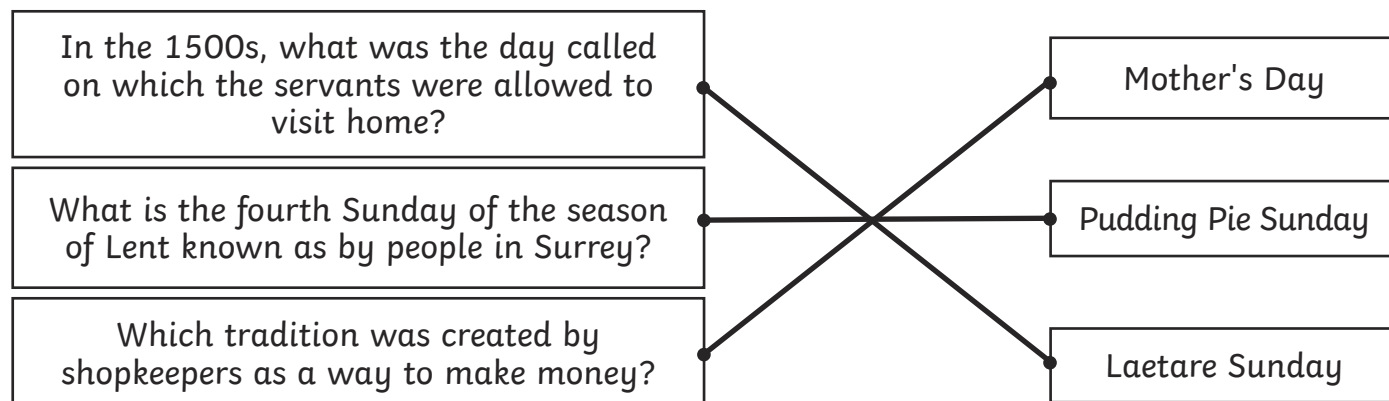 In the 1500s, what was the day called
on which the servants were allowed to
visit home?
What is the fourth Sunday of the season
of Lent known as by people in Surrey?
Which tradition was created by
shopkeepers as a way to make money?
Mother's Day
Pudding Pie Sunday
Laetare Sunday